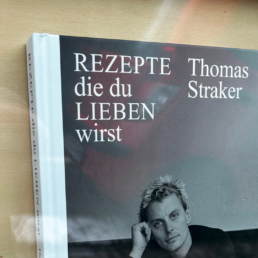 REZEPTE
die du
LIEBEN
wirst
Thomas
Straker